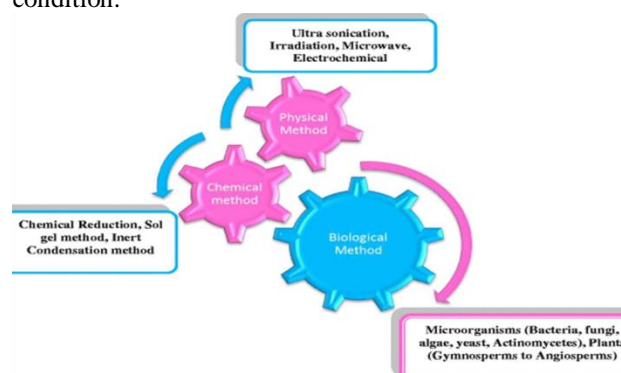 condition.
Ultra sonication,
Irradiation, Microwave,
Electrochemical
Physical
Method
Chemical
method
Chemical Reduction, Sol
gel method, Inert
Condensation method
Biological
Method
Microorganisms (Bacteria, fungi,
algae, yeast, Actinomycetes), Plants
(Gymnosperms to Angiosperms)